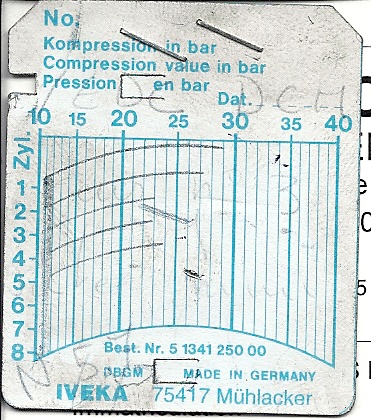 No.
Kompression in bar
Compression value in bar
Pression en bar
Dat.
10 15 20 25 30 35 40
Zyl.
1
2
3
4
5
6
7
8
Best. Nr. 5 1341 250 00
DBGM MADE IN GERMANY
IVEKA 75417 Mühlacker